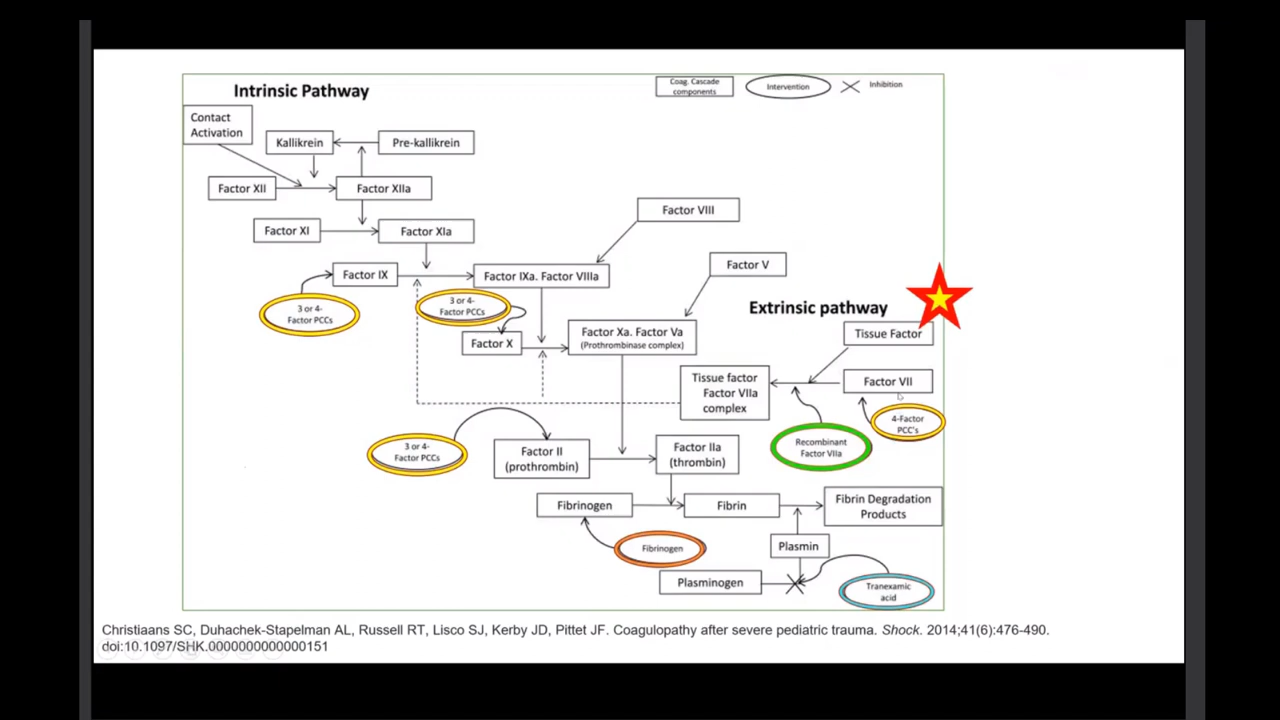 Intrinsic Pathway
Coag. Cascade
components
Intervention
Inhibition
Contact
Activation
Kallikrein
Pre-kallikrein
Factor XII
Factor XIIa
Factor XI
Factor XIa
Factor VIII
Factor IX
Factor IXa. Factor VIIIa
Factor V
3 or 4-
Factor PCCs
3 or 4-
Factor PCCs
Extrinsic pathway
Factor X
Factor Xa. Factor Va
(Prothrombinase complex)
Tissue Factor
Tissue factor
Factor VIIa
complex
Factor VII
4-Factor
PCC's
3 or 4-
Factor PCCs
Factor II
(prothrombin)
Factor IIa
(thrombin)
Recombinant
Factor VIIa
Fibrinogen
Fibrin
Fibrin Degradation
Products
Fibrinogen
Plasmin
Plasminogen
Tranexamic
acid
Christiaans SC, Duhachek-Stapelman AL, Russell RT, Lisco SJ, Kerby JD, Pittet JF. Coagulopathy after severe pediatric trauma. Shock. 2014;41(6):476-490.
doi:10.1097/SHK.0000000000000151